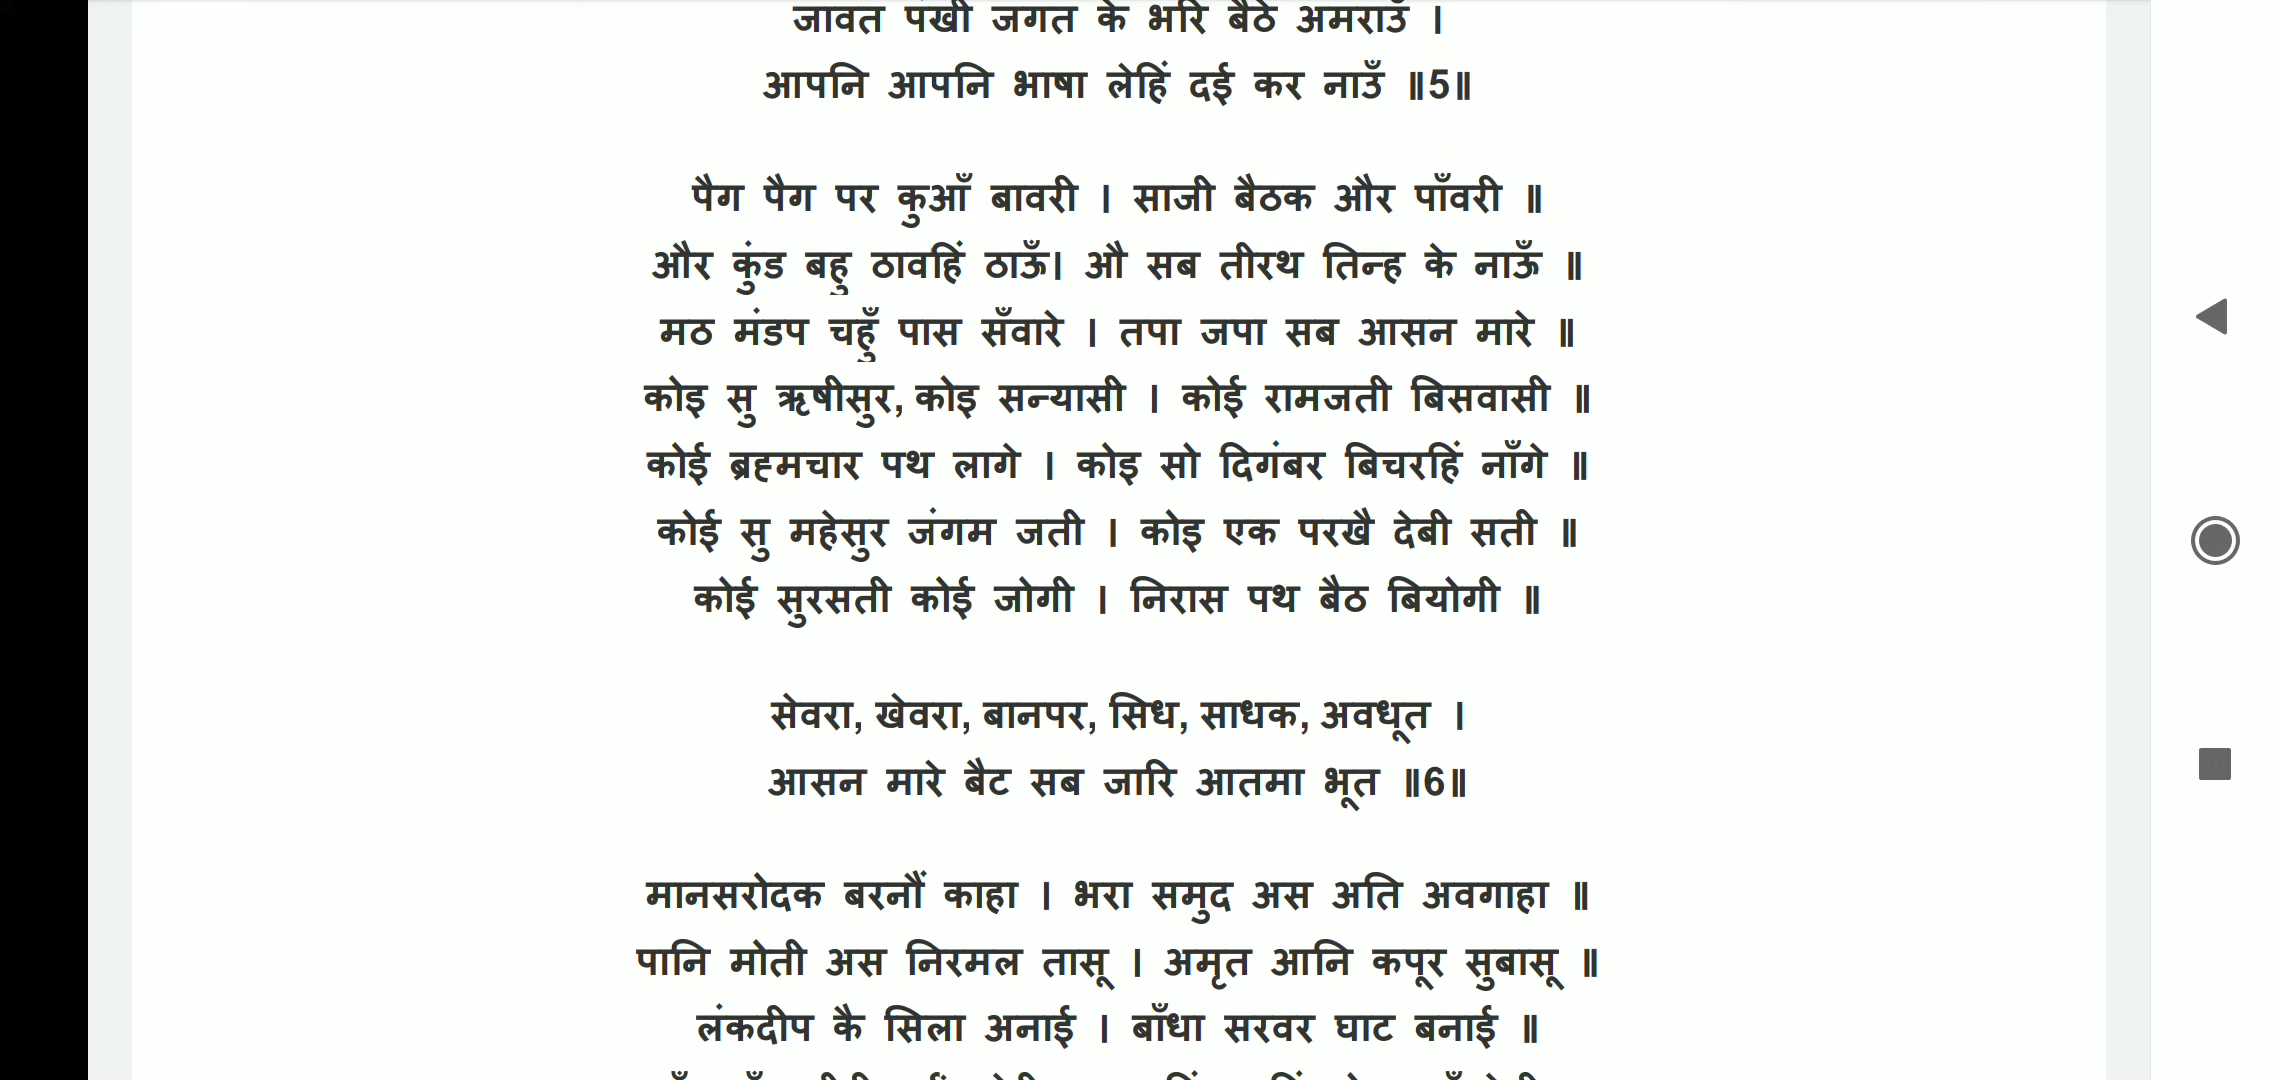 जावत पंखी जगत के भरि बैठे अमराउँ ।
आपनि आपनि भाषा लेहिं दई कर नाउँ ॥5॥
पैग पैग पर कुआँ बावरी । साजी बैठक और पाँवरी ॥
और कुंड बहु ठावहिं ठाऊँ। औ सब तीरथ तिन्ह के नाऊँ ॥
मठ मंडप चहुँ पास सँवारे । तपा जपा सब आसन मारे ॥
कोइ सु ऋषीसुर, कोइ सन्यासी । कोई रामजती बिसवासी ॥
कोई ब्रह्मचार पथ लागे । कोइ सो दिगंबर बिचरहिं नाँगे ॥
कोई सु महेसुर जंगम जती । कोइ एक परखै देबी सती ॥
कोई सुरसती कोई जोगी । निरास पथ बैठ बियोगी ॥
सेवरा, खेवरा, बानपर, सिध, साधक, अवधूत ।
आसन मारे बैट सब जारि आतमा भूत ॥6॥
मानसरोदक बरनौं काहा । भरा समुद अस अति अवगाहा ॥
पानि मोती अस निरमल तासू । अमृत आनि कपूर सुबासू ॥
लंकदीप कै सिला अनाई । बाँधा सरवर घाट बनाई ॥